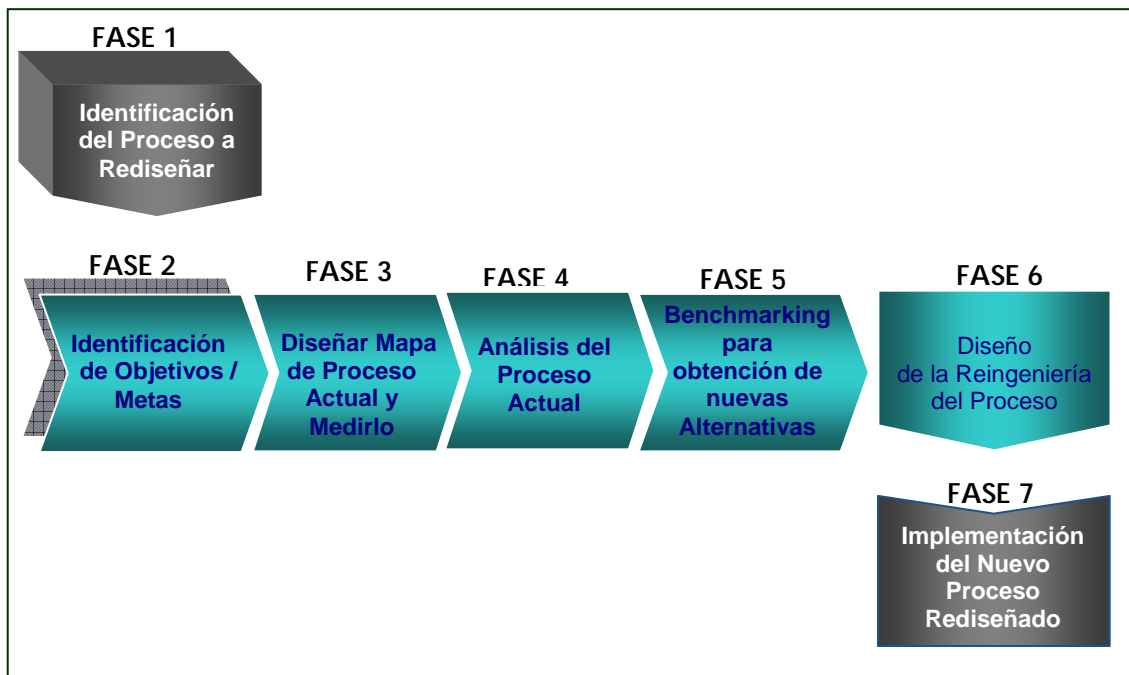 FASE 1
Identificación
del Proceso a
Rediseñar
FASE 2
Identificación
de Objetivos /
Metas
FASE 3
Diseñar Mapa
de Proceso
Actual y
Medirlo
FASE 4
Análisis del
Proceso
Actual
FASE 5
Benchmarking
para
obtención de
nuevas
Alternativas
FASE 6
Diseño
de la Reingeniería
del Proceso
FASE 7
Implementación
del Nuevo
Proceso
Rediseñado